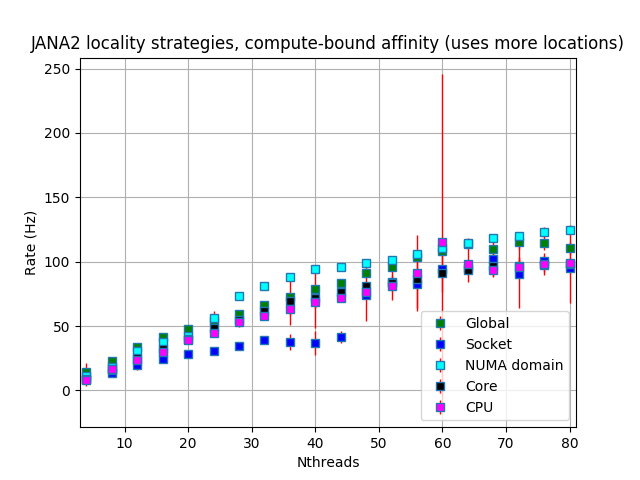 JANA2 locality strategies, compute-bound affinity (uses more locations)
250
200
150
100
50
0
Rate (Hz)
Global
Socket
NUMA domain
Core
CPU
10 20 30 40 50 60 70 80
Nthreads